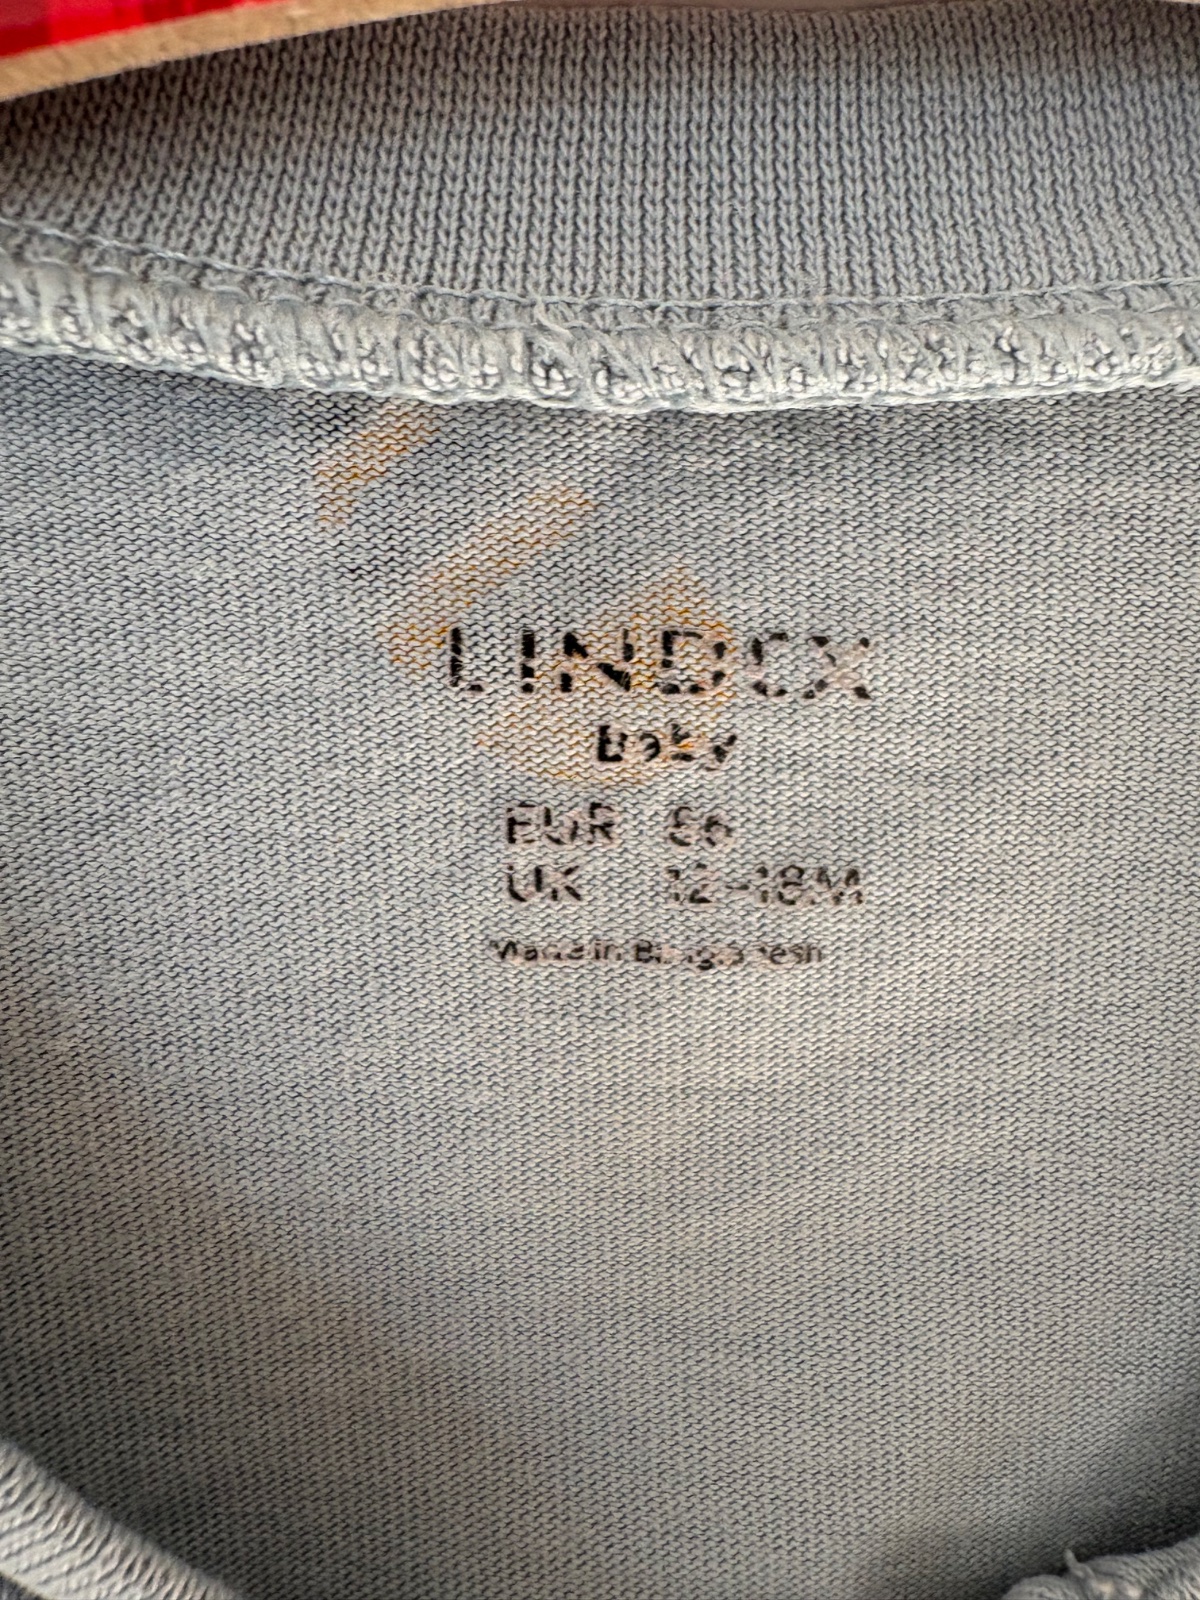 LINDEX
Baby
EUR 86
UK 12-18M
Made in Bangladesh